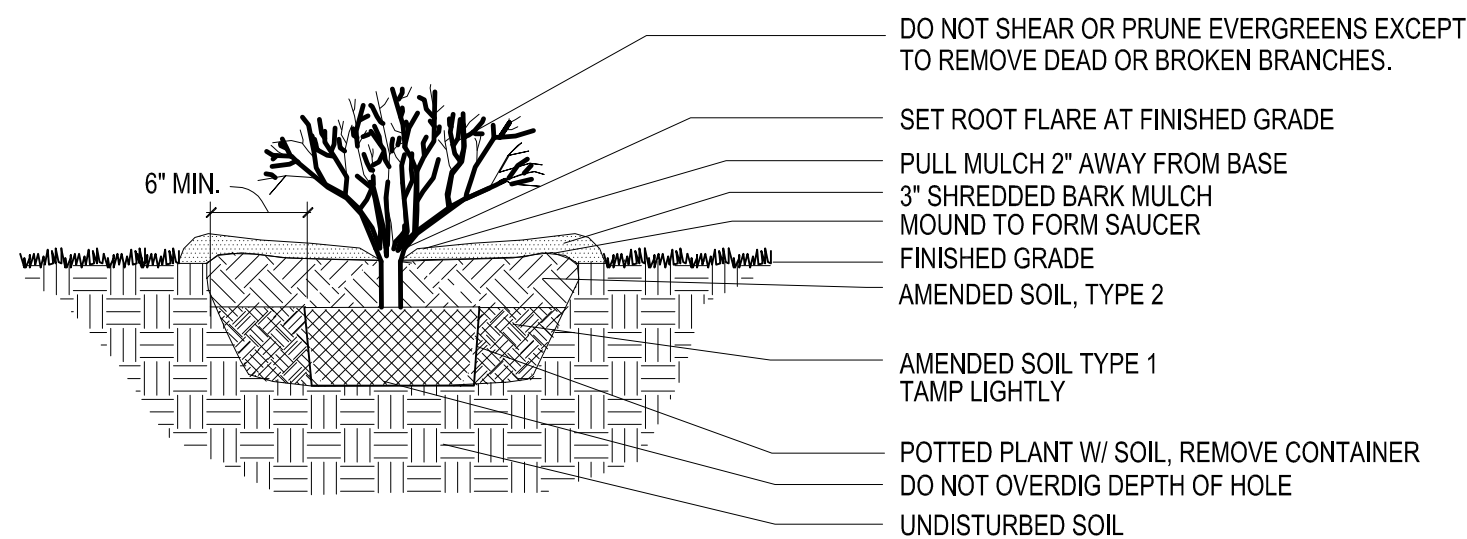 DO NOT SHEAR OR PRUNE EVERGREENS EXCEPT
TO REMOVE DEAD OR BROKEN BRANCHES.
SET ROOT FLARE AT FINISHED GRADE
PULL MULCH 2" AWAY FROM BASE
6" MIN.
3" SHREDDED BARK MULCH
MOUND TO FORM SAUCER
FINISHED GRADE
AMENDED SOIL, TYPE 2
AMENDED SOIL TYPE 1
TAMP LIGHTLY
POTTED PLANT W/ SOIL, REMOVE CONTAINER
DO NOT OVERDIG DEPTH OF HOLE
UNDISTURBED SOIL